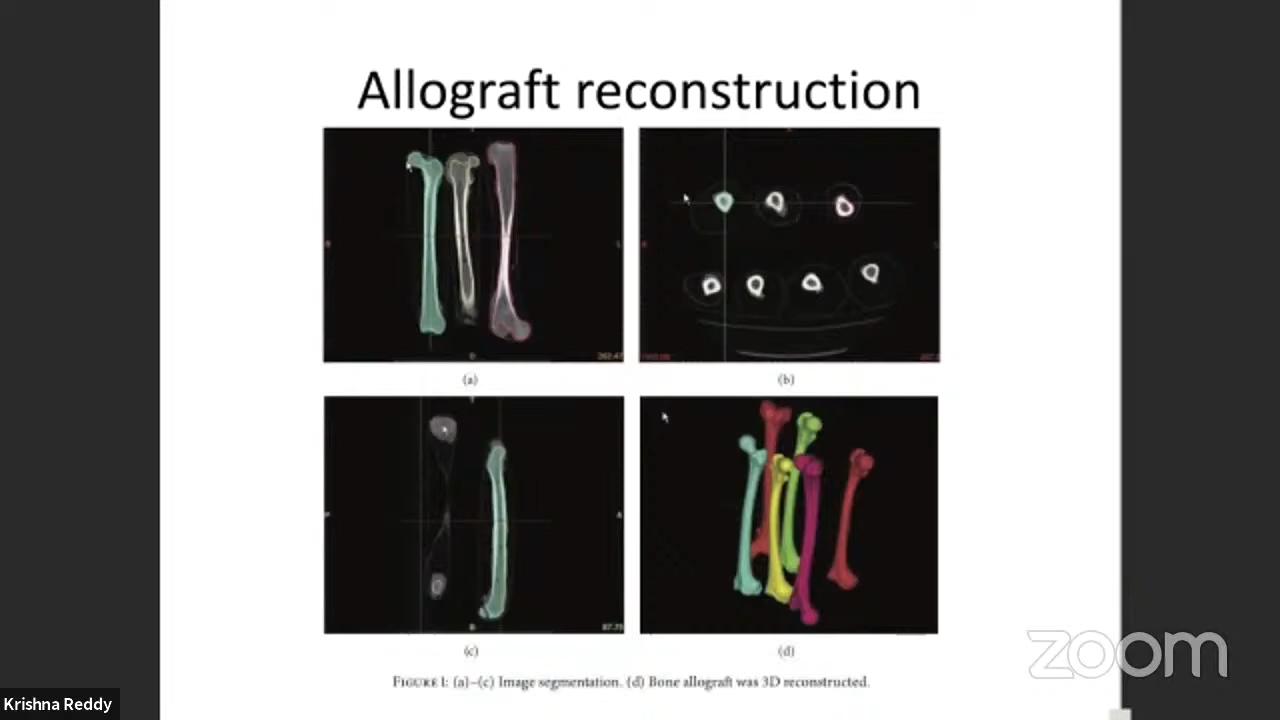 Allograft reconstruction
(a)
(b)
(c)
(d)
FIGURE 1: (a)–(c) Image segmentation. (d) Bone allograft was 3D reconstructed.
zoom
Krishna Reddy